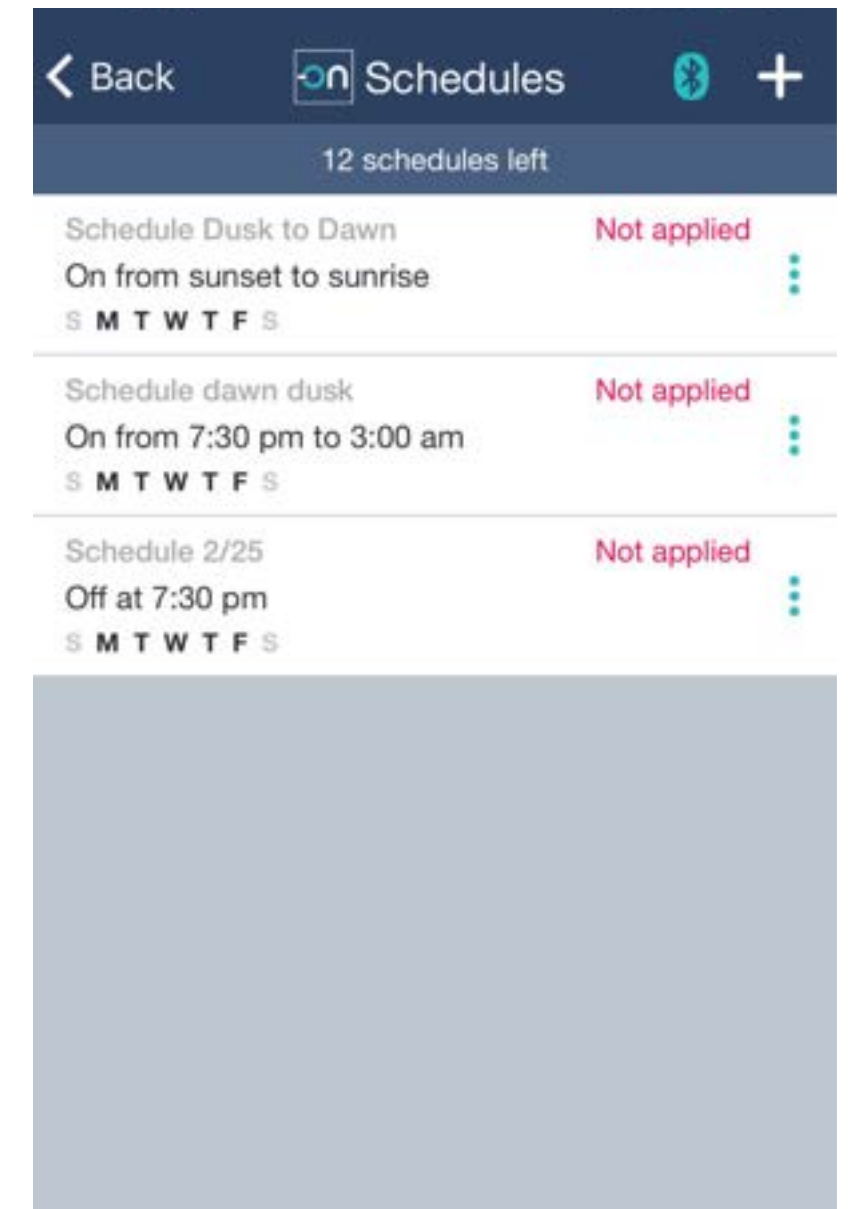 Back
on Schedules
12 schedules left
Schedule Dusk to Dawn
Not applied
On from sunset to sunrise
S M T W T F S
Schedule dawn dusk
Not applied
On from 7:30 pm to 3:00 am
S M T W T F S
Schedule 2/25
Not applied
Off at 7:30 pm
S M T W T F S